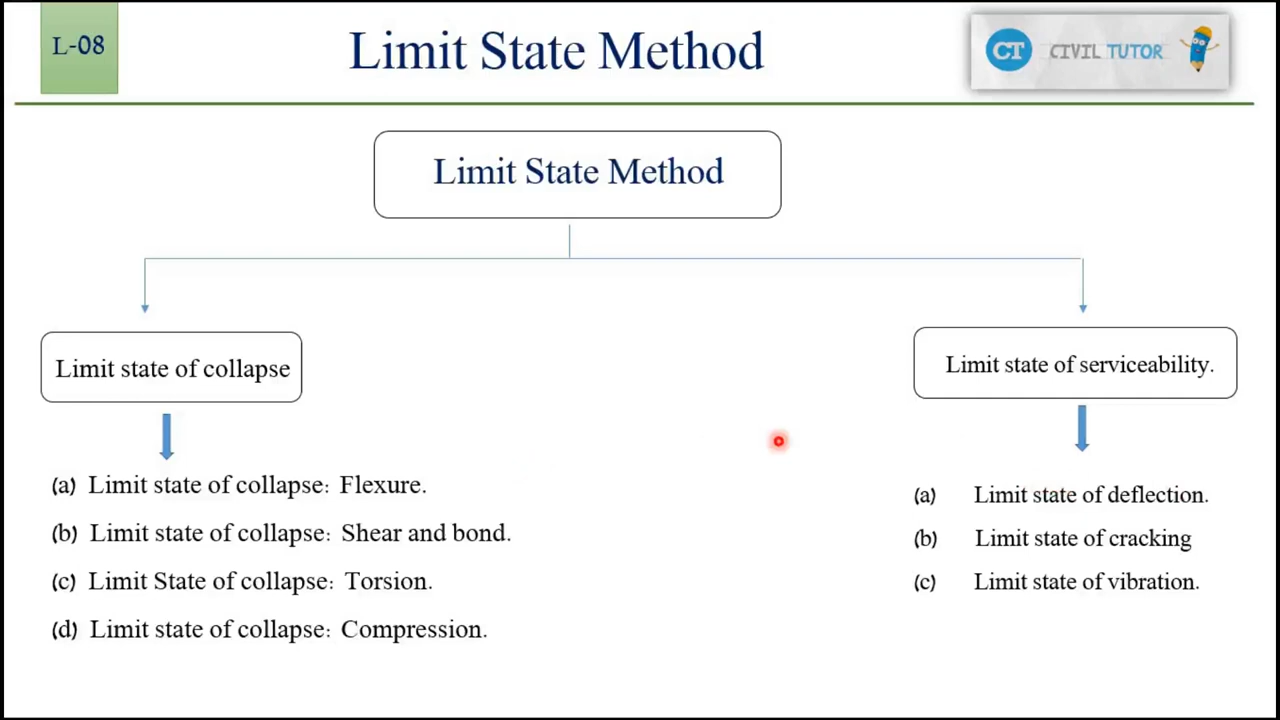 L-08
Limit State Method
CT CIVIL TUTOR
Limit State Method
Limit state of collapse
Limit state of serviceability.
(a) Limit state of collapse: Flexure.
(b) Limit state of collapse: Shear and bond.
(c) Limit State of collapse: Torsion.
(d) Limit state of collapse: Compression.
(a) Limit state of deflection.
(b) Limit state of cracking
(c) Limit state of vibration.